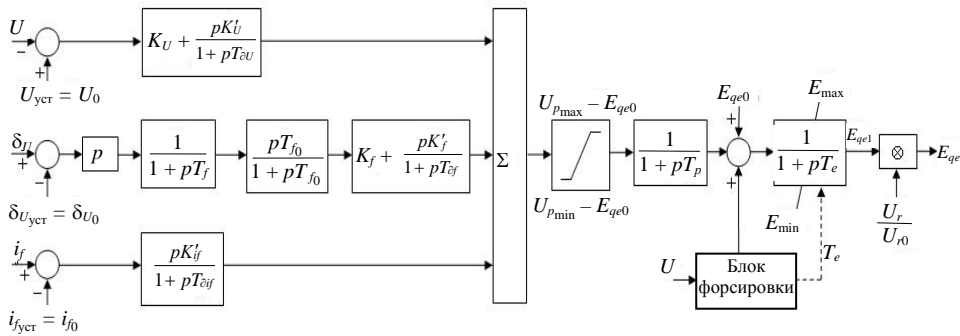 U
−
+
U уст = U0
K_U + pK'_U / (1 + pT_∂U)
δ_U
+
−
δ_Uуст = δ_U0
p
1 / (1 + pT_f)
pT_f0 / (1 + pT_f0)
K_f + pK'_f / (1 + pT_∂f)
i_f
+
−
i_fуст = i_f0
pK'_if / (1 + pT_∂if)
Σ
U_pmax − E_qe0
U_pmin − E_qe0
1 / (1 + pT_p)
E_qe0
+
+
E_max
1 / (1 + pT_e)
E_min
E_qe1
⊗
E_qe
U_r / U_r0
U
Блок
форсировки
T_e